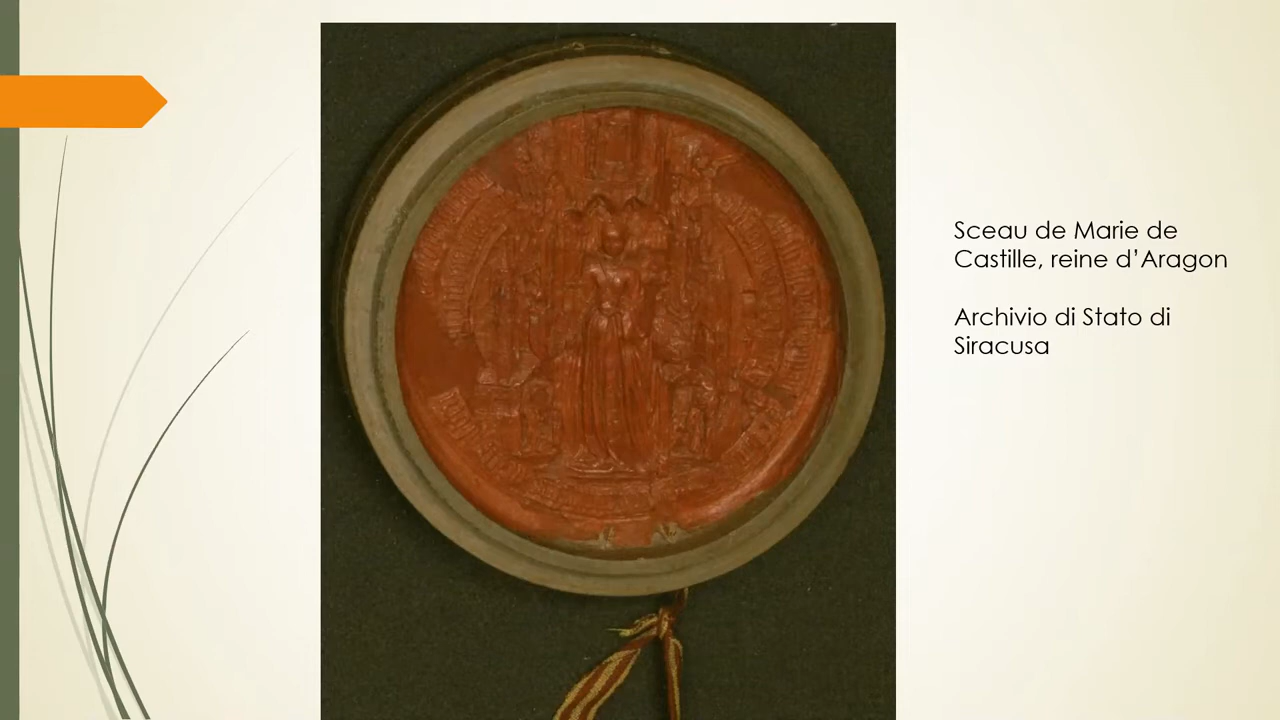 Sceau de Marie de
Castille, reine d’Aragon
Archivio di Stato di
Siracusa